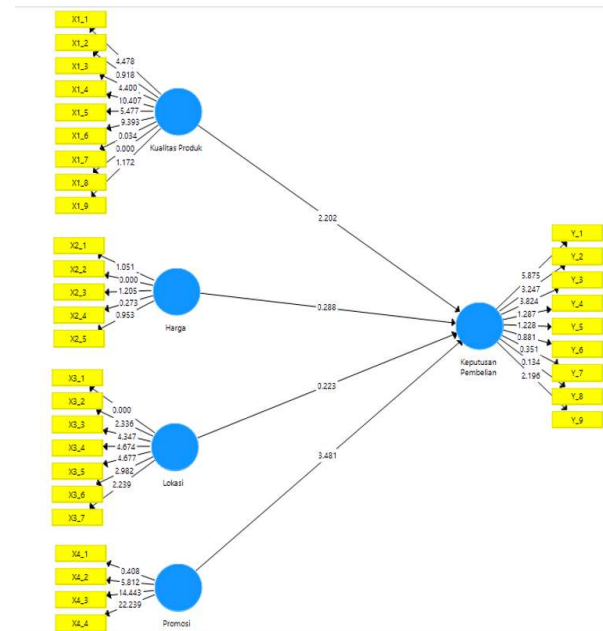 X1_1
X1_2
X1_3
X1_4
X1_5
X1_6
X1_7
X1_8
X1_9
4.478
0.918
4.400
10.407
5.477
9.393
0.034
0.000
1.172
Kualitas Produk
2.202
X2_1
X2_2
X2_3
X2_4
X2_5
1.051
0.000
1.205
0.273
0.953
Harga
0.288
X3_1
X3_2
X3_3
X3_4
X3_5
X3_6
X3_7
0.000
2.336
4.347
4.674
4.677
2.982
2.239
Lokasi
0.223
X4_1
X4_2
X4_3
X4_4
0.408
5.812
14.443
22.239
Promosi
3.481
Keputusan
Pembelian
5.875
3.247
3.824
1.287
1.228
0.881
0.351
0.134
2.196
Y_1
Y_2
Y_3
Y_4
Y_5
Y_6
Y_7
Y_8
Y_9